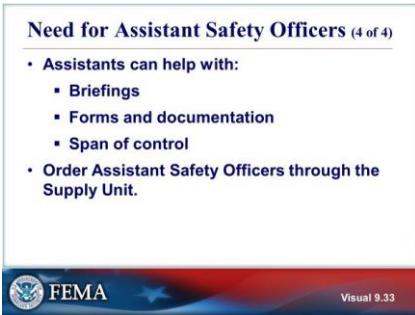 Need for Assistant Safety Officers (4 of 4)
• Assistants can help with:
▪ Briefings
▪ Forms and documentation
▪ Span of control
• Order Assistant Safety Officers through the
Supply Unit.
FEMA
Visual 9.33